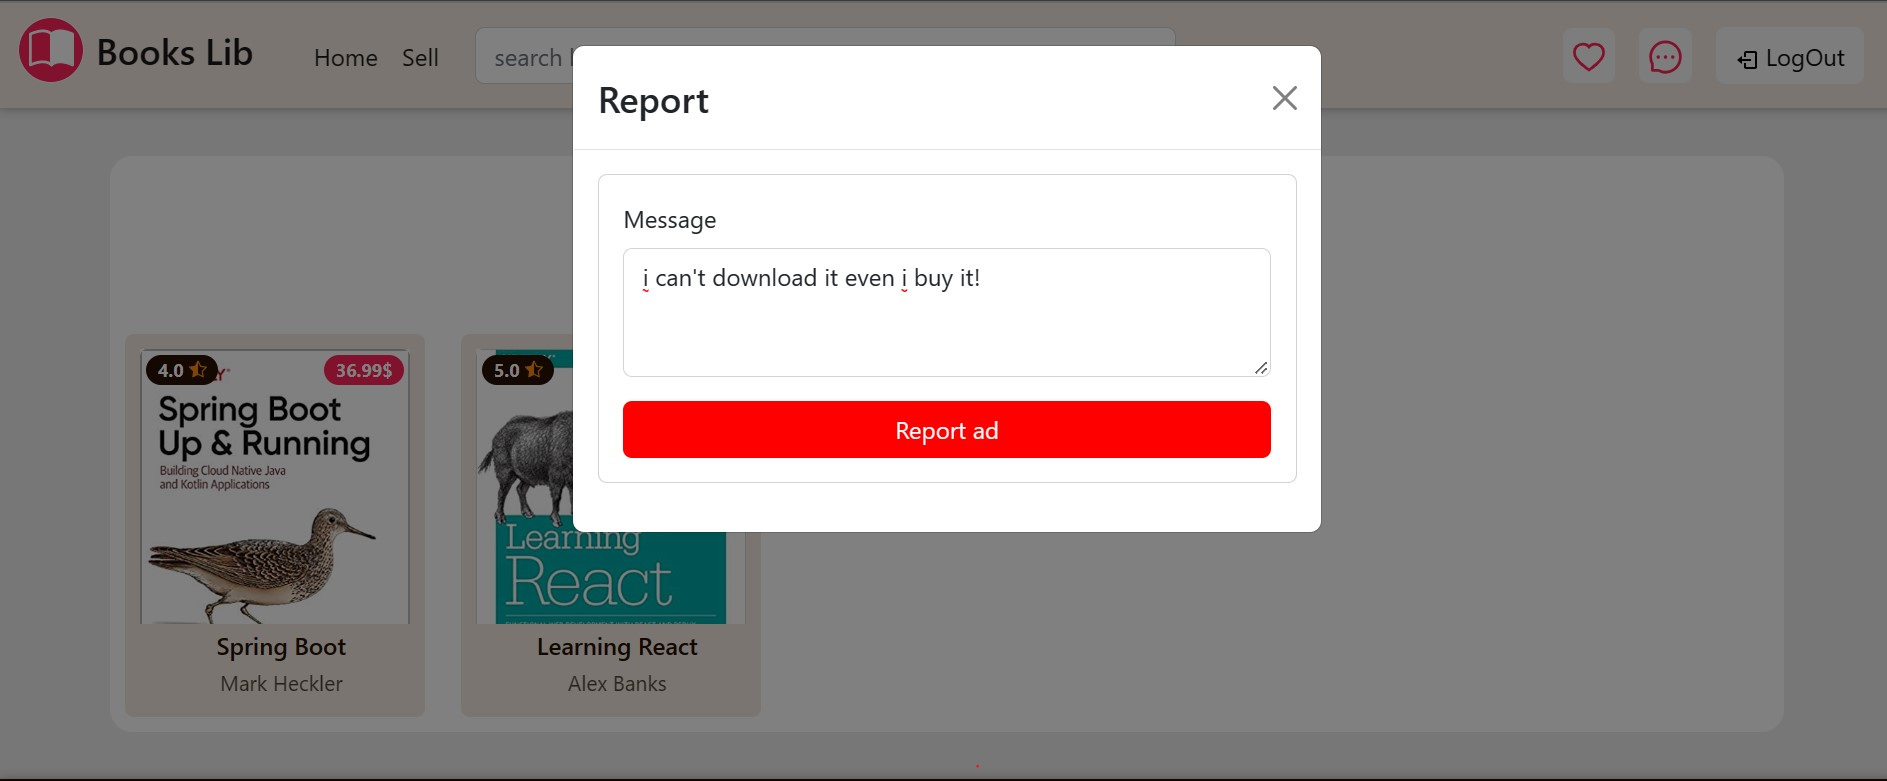 Books Lib
Home
Sell
search
LogOut
Report
Message
i can't download it even i buy it!
Report ad
4.0
36.99$
Spring Boot
Up & Running
Building Cloud Native Java
and Kotlin Applications
Spring Boot
Mark Heckler
5.0
Learning
React
Learning React
Alex Banks